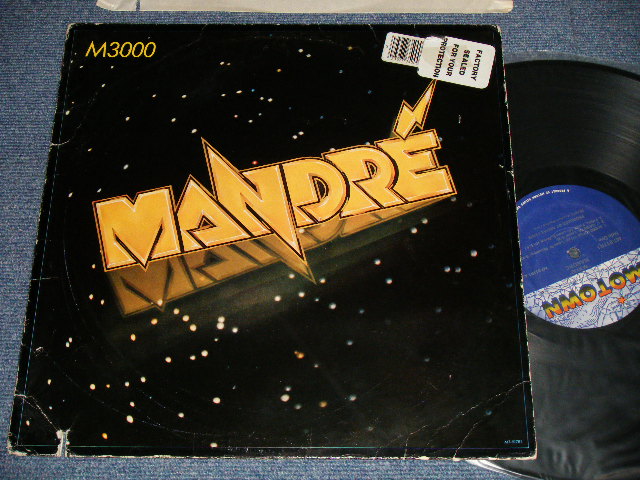 M3000
FACTORY
SEALED
FOR YOUR
PROTECTION
MANDRÉ
MOTOWN